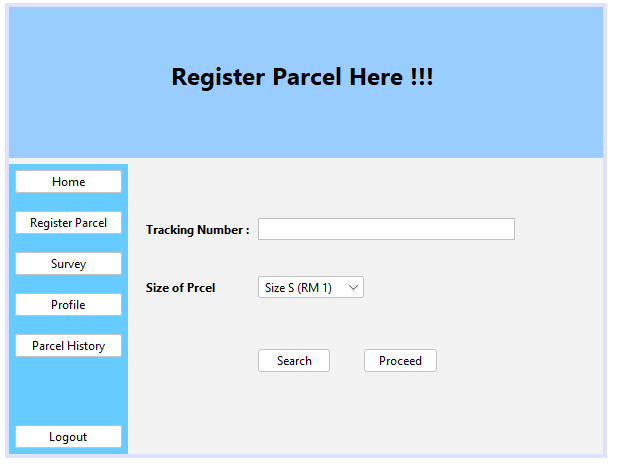 Register Parcel Here !!!
Home
Register Parcel
Survey
Profile
Parcel History
Logout
Tracking Number :
Size of Prcel
Size S (RM 1)
Search
Proceed